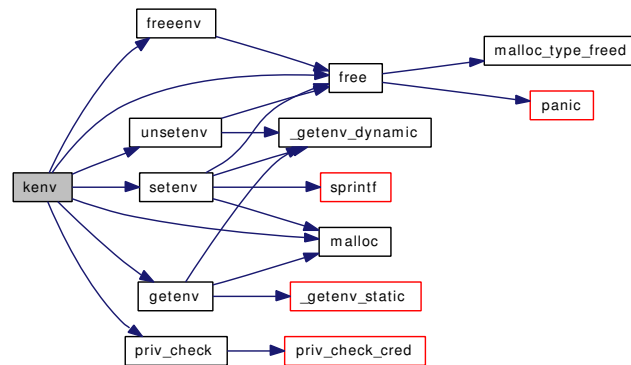 freeenv
malloc_type_freed
free
panic
unsetenv
_getenv_dynamic
kenv
setenv
sprintf
malloc
getenv
_getenv_static
priv_check
priv_check_cred